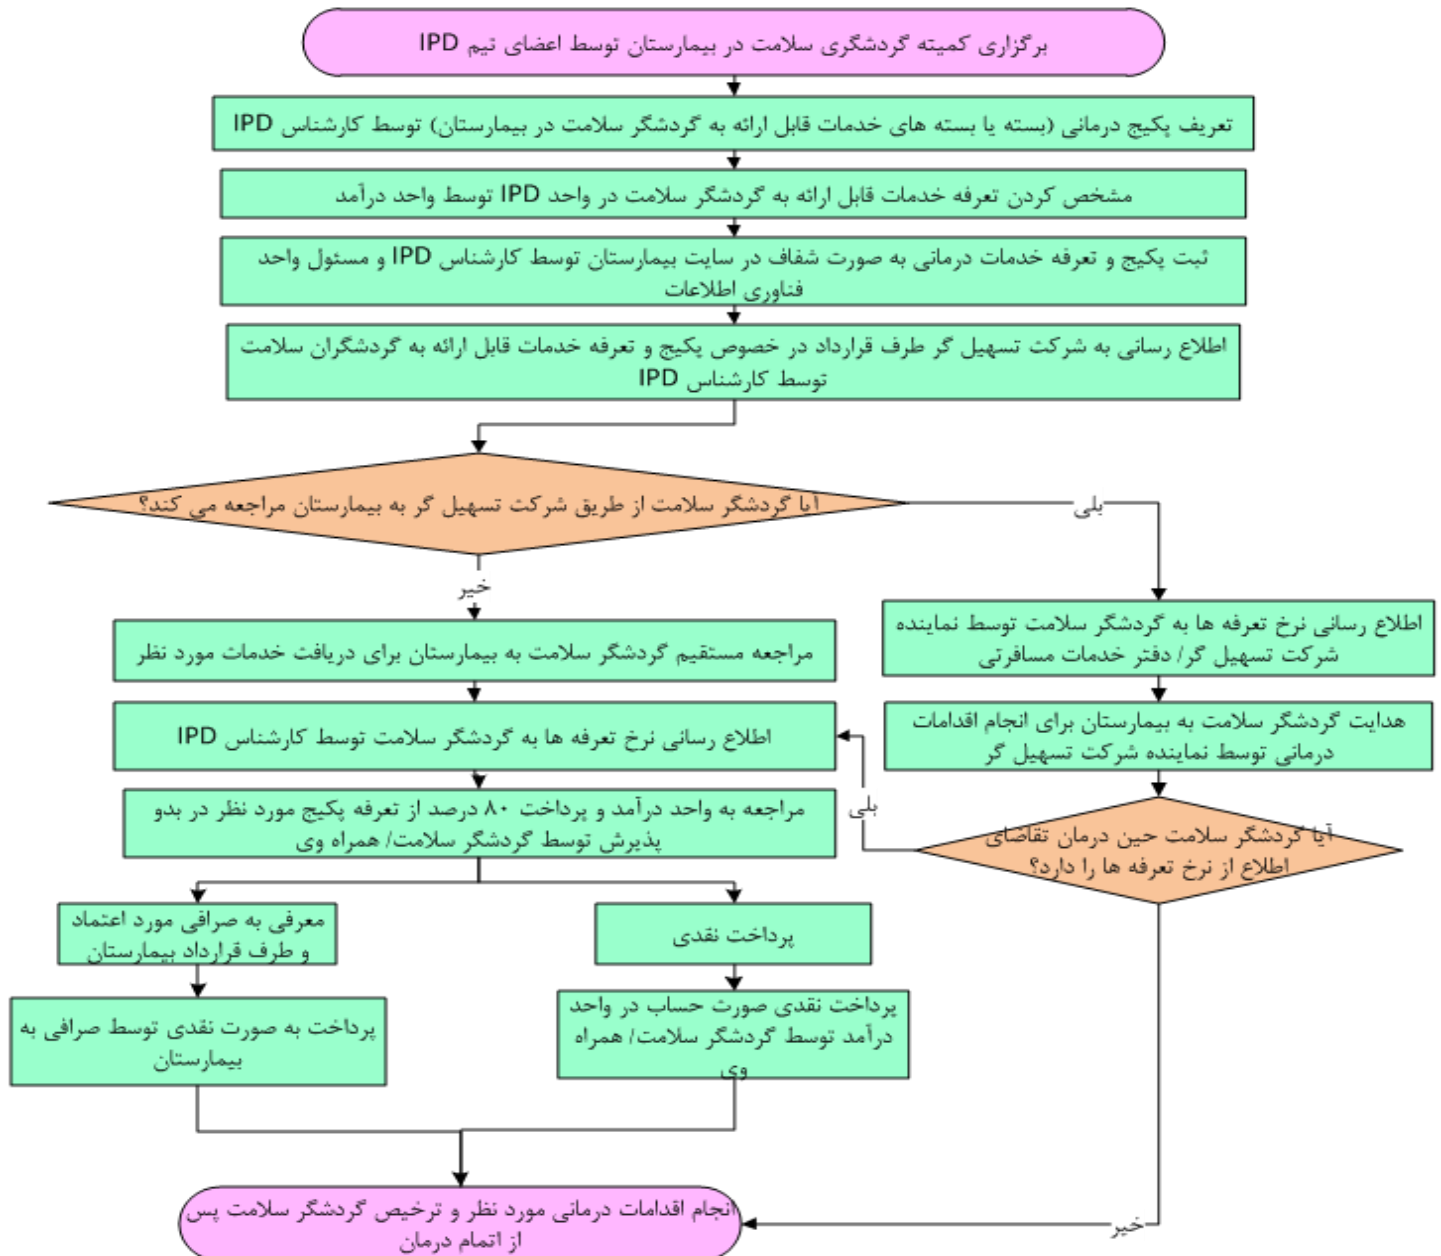 برگزاری کمیته گردشگری سلامت در بیمارستان توسط اعضای تیم IPD
تعریف پکیج درمانی (بسته یا بسته های خدمات قابل ارائه به گردشگر سلامت در بیمارستان) توسط کارشناس IPD
مشخص کردن تعرفه خدمات قابل ارائه به گردشگر سلامت در واحد IPD توسط واحد درآمد
ثبت پکیج و تعرفه خدمات درمانی به صورت شفاف در سایت بیمارستان توسط کارشناس IPD و مسئول واحد
فناوری اطلاعات
اطلاع رسانی به شرکت تسهیل گر طرف قرارداد در خصوص پکیج و تعرفه خدمات قابل ارائه به گردشگران سلامت
توسط کارشناس IPD
آیا گردشگر سلامت از طریق شرکت تسهیل گر به بیمارستان مراجعه می کند؟
بلی
خیر
اطلاع رسانی نرخ تعرفه ها به گردشگر سلامت توسط نماینده
شرکت تسهیل گر/ دفتر خدمات مسافرتی
هدایت گردشگر سلامت به بیمارستان برای انجام اقدامات
درمانی توسط نماینده شرکت تسهیل گر
آیا گردشگر سلامت حین درمان تقاضای
اطلاع از نرخ تعرفه ها را دارد؟
بلی
مراجعه مستقیم گردشگر سلامت به بیمارستان برای دریافت خدمات مورد نظر
اطلاع رسانی نرخ تعرفه ها به گردشگر سلامت توسط کارشناس IPD
مراجعه به واحد درآمد و پرداخت ۸۰ درصد از تعرفه پکیج مورد نظر در بدو
پذیرش توسط گردشگر سلامت/ همراه وی
پرداخت نقدی
پرداخت نقدی صورت حساب در واحد
درآمد توسط گردشگر سلامت/ همراه
وی
معرفی به صرافی مورد اعتماد
و طرف قرارداد بیمارستان
پرداخت به صورت نقدی توسط صرافی به
بیمارستان
خیر
انجام اقدامات درمانی مورد نظر و ترخیص گردشگر سلامت پس
از اتمام درمان